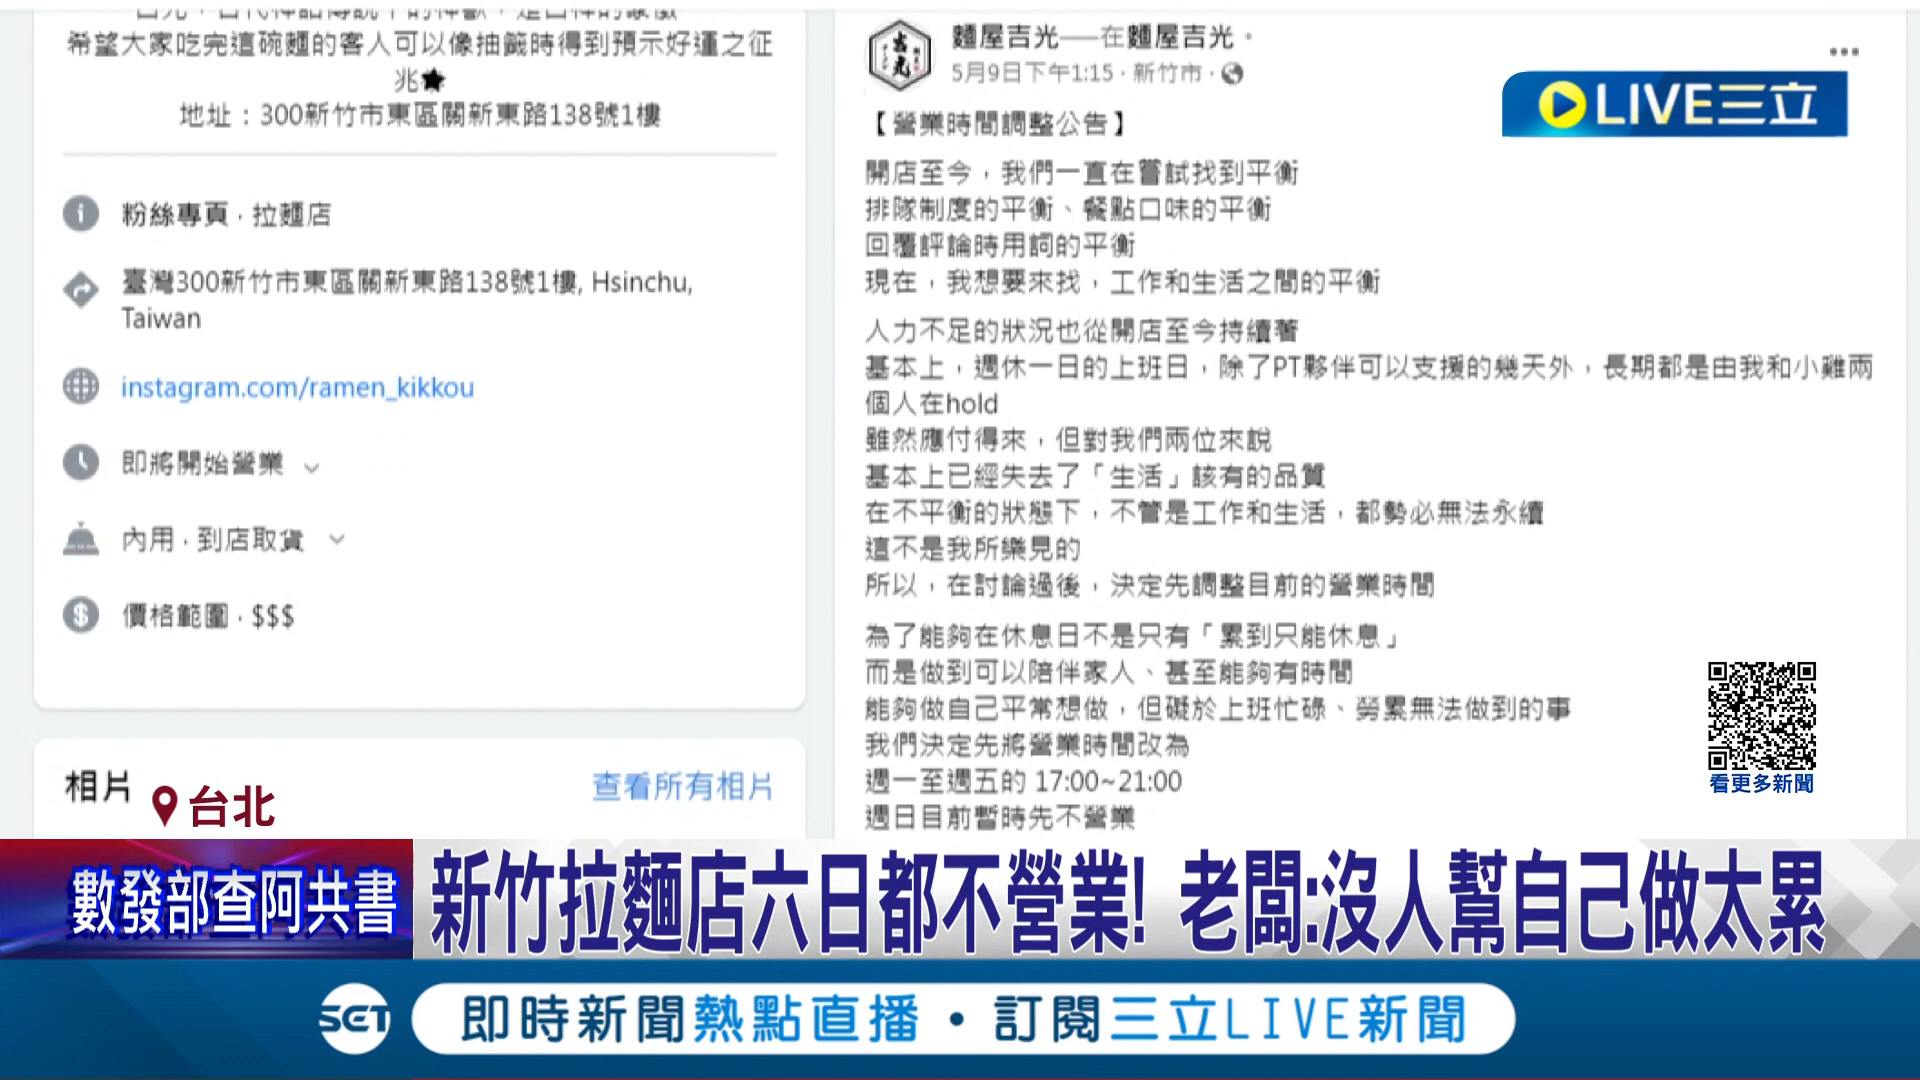 希望大家吃完這碗麵的客人可以像抽籤時得到預示好運之征
兆★
地址：300新竹市東區關新東路138號1樓
粉絲專頁 · 拉麵店
臺灣300新竹市東區關新東路138號1樓, Hsinchu,
Taiwan
instagram.com/ramen_kikkou
即將開始營業
內用 · 到店取貨
價格範圍 · $$$
相片
查看所有相片
麵屋吉光——在麵屋吉光。
5月9日下午1:15 · 新竹市 ·
【營業時間調整公告】
開店至今，我們一直在嘗試找到平衡
排隊制度的平衡、餐點口味的平衡
回覆評論時用詞的平衡
現在，我想要來找，工作和生活之間的平衡
人力不足的狀況也從開店至今持續著
基本上，週休一日的上班日，除了PT夥伴可以支援的幾天外，長期都是由我和小雞兩
個人在hold
雖然應付得來，但對我們兩位來說
基本上已經失去了「生活」該有的品質
在不平衡的狀態下，不管是工作和生活，都勢必無法永續
這不是我所樂見的
所以，在討論過後，決定先調整目前的營業時間
為了能夠在休息日不是只有「累到只能休息」
而是做到可以陪伴家人、甚至能夠有時間
能夠做自己平常想做，但礙於上班忙碌、勞累無法做到的事
我們決定先將營業時間改為
週一至週五的 17:00~21:00
週日目前暫時先不營業
LIVE三立
看更多新聞
台北
數發部查阿共書
新竹拉麵店六日都不營業! 老闆:沒人幫自己做太累
SET
即時新聞熱點直播 · 訂閱三立LIVE新聞